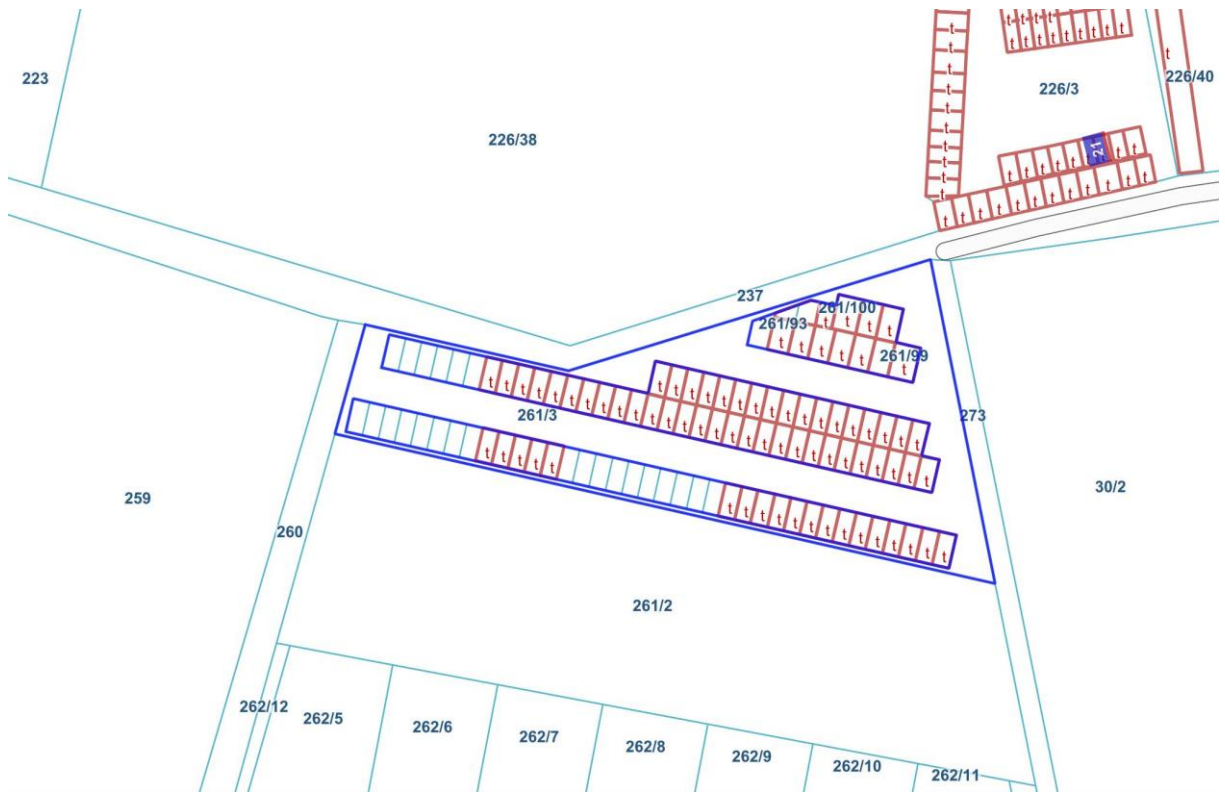 223
226/38
226/3
226/40
t
t
t
t
t
t
t
t
t
t
t t t t
t t t t t t t t t
t
t t t t t t 21 t t t
t t t t t t t t t t t t t
237
261/100
261/93
t t t t
261/99
t t t t t t
t t t t t t t t t t t t t t t t t
261/3
t t t t t t t t t t t t t t t t t t t t t t t t t t t t
273
t t t t t
t t t t t t t t t t t t t
259
260
30/2
261/2
262/12
262/5
262/6
262/7
262/8
262/9
262/10
262/11